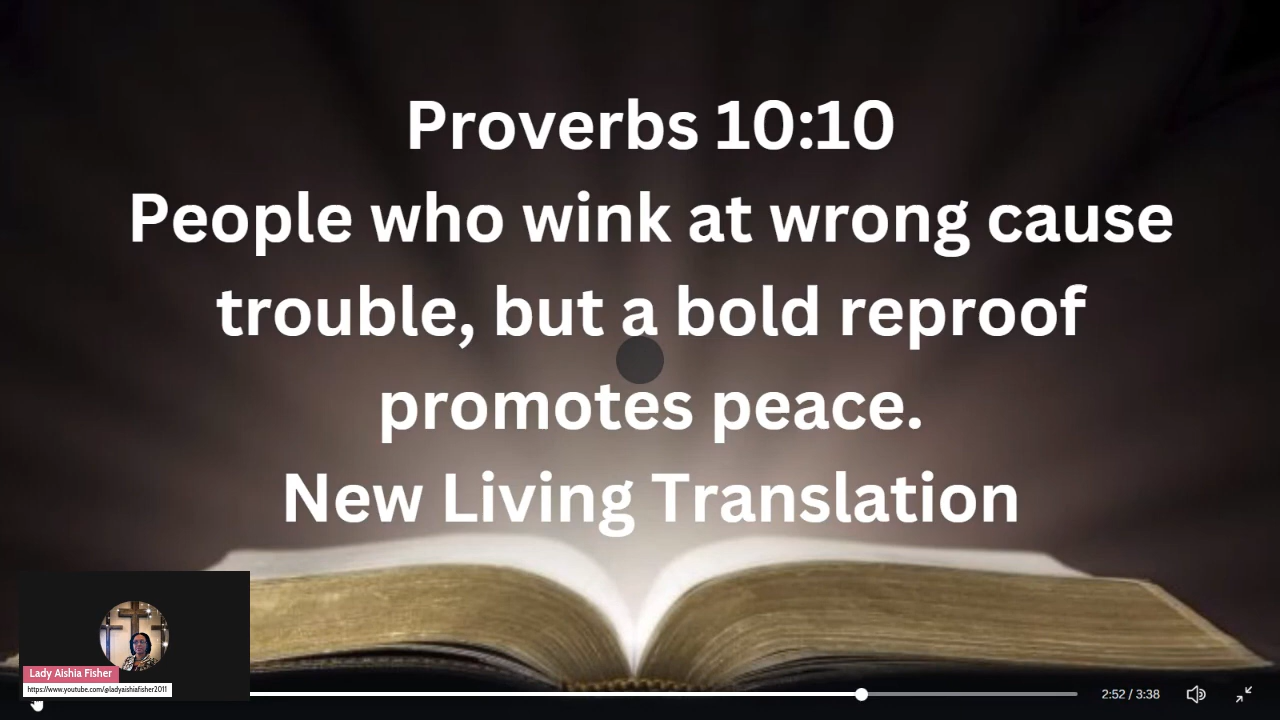 Proverbs 10:10
People who wink at wrong cause
trouble, but a bold reproof
promotes peace.
New Living Translation
Lady Aishia Fisher
https://www.youtube.com/@ladyaishiafisher2011
2:52 / 3:38